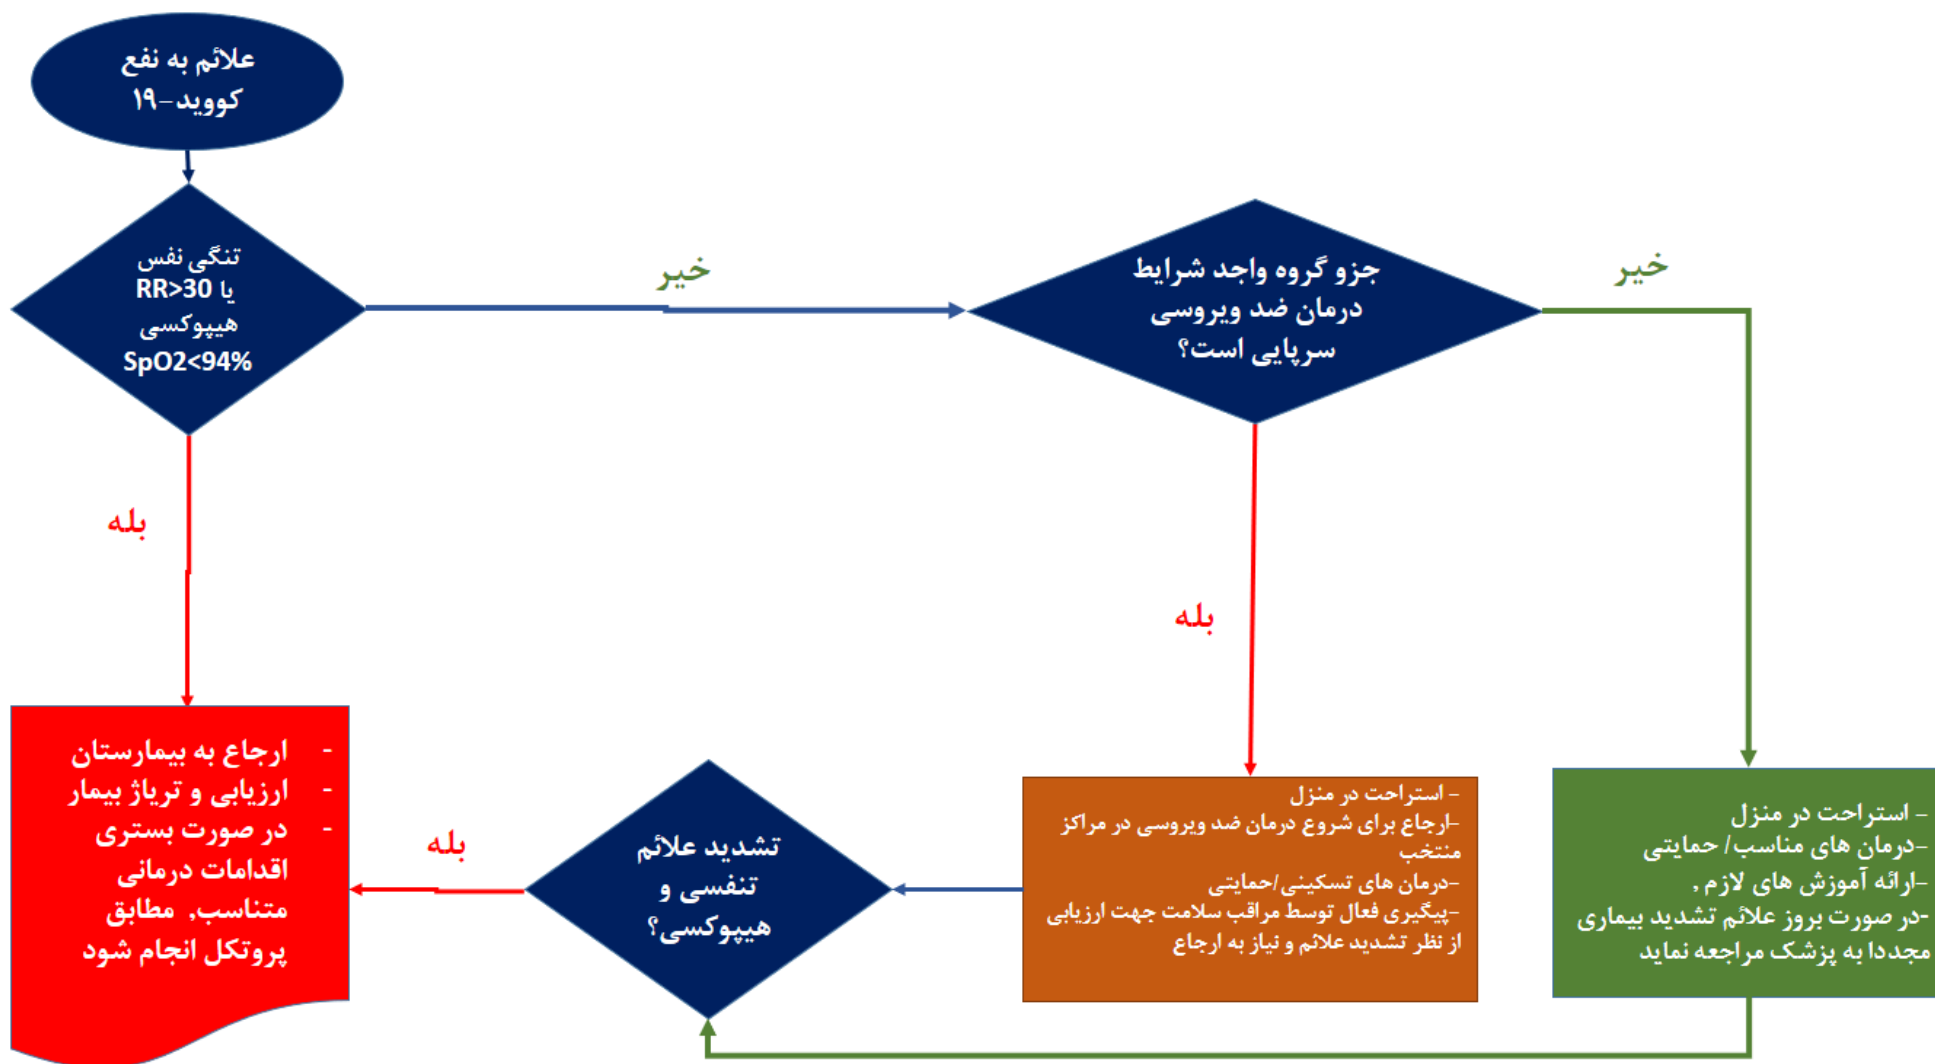 علائم به نفع
کووید-۱۹
تنگی نفس
یا RR>30
هیپوکسی
SpO2<94%
خیر
جزو گروه واجد شرایط
درمان ضد ویروسی
سرپایی است؟
خیر
بله
بله
- استراحت در منزل
-درمان های مناسب/ حمایتی
-ارائه آموزش های لازم ,
-در صورت بروز علائم تشدید بیماری
مجددا به پزشک مراجعه نماید
- استراحت در منزل
-ارجاع برای شروع درمان ضد ویروسی در مراکز
منتخب
-درمان های تسکینی/حمایتی
-پیگیری فعال توسط مراقب سلامت جهت ارزیابی
از نظر تشدید علائم و نیاز به ارجاع
تشدید علائم
تنفسی و
هیپوکسی؟
بله
- ارجاع به بیمارستان
- ارزیابی و تریاژ بیمار
- در صورت بستری
اقدامات درمانی
متناسب, مطابق
پروتکل انجام شود